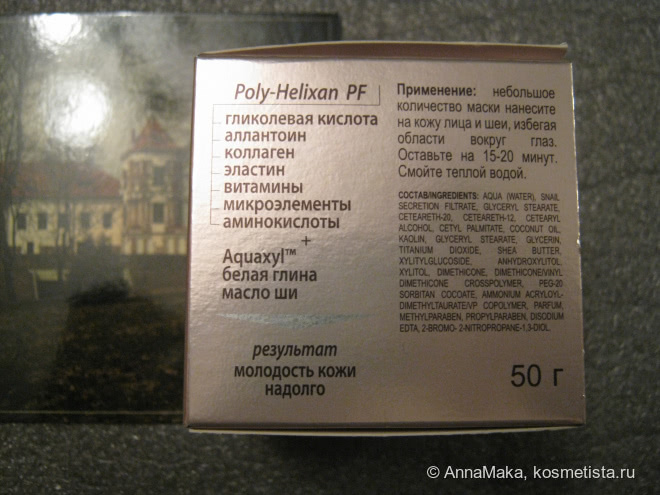 Poly-Helixan PF
гликолевая кислота
аллантоин
коллаген
эластин
витамины
микроэлементы
аминокислоты
+
Aquaxyl™
белая глина
масло ши
результат
молодость кожи
надолго
Применение: небольшое
количество маски нанесите
на кожу лица и шеи, избегая
области вокруг глаз.
Оставьте на 15-20 минут.
Смойте теплой водой.
СОСТАВ/INGREDIENTS: AQUA (WATER), SNAIL
SECRETION FILTRATE, GLYCERYL STEARATE,
CETEARETH-20, CETEARETH-12, CETEARYL
ALCOHOL, CETYL PALMITATE, COCONUT OIL,
KAOLIN, GLYCERYL STEARATE, GLYCERIN,
TITANIUM DIOXIDE, SHEA BUTTER,
XYLITYLGLUCOSIDE, ANHYDROXYLITOL,
XYLITOL, DIMETHICONE, DIMETHICONE/VINYL
DIMETHICONE CROSSPOLYMER, PEG-20
SORBITAN COCOATE, AMMONIUM ACRYLOYL-
DIMETHYLTAURATE/VP COPOLYMER, PARFUM,
METHYLPARABEN, PROPYLPARABEN, DISODIUM
EDTA, 2-BROMO- 2-NITROPROPANE-1,3-DIOL.
50 г
© AnnaMaka, kosmetista.ru